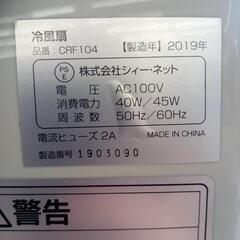 冷風扇
品番:CRF104 【製造年】2019年
PS
E 株式会社シィー・ネット
電圧 AC100V
消費電力 40W/45W
周波数 50Hz/60Hz
電流ヒューズ 2A MADE IN CHINA
製造番号 1903090
警告